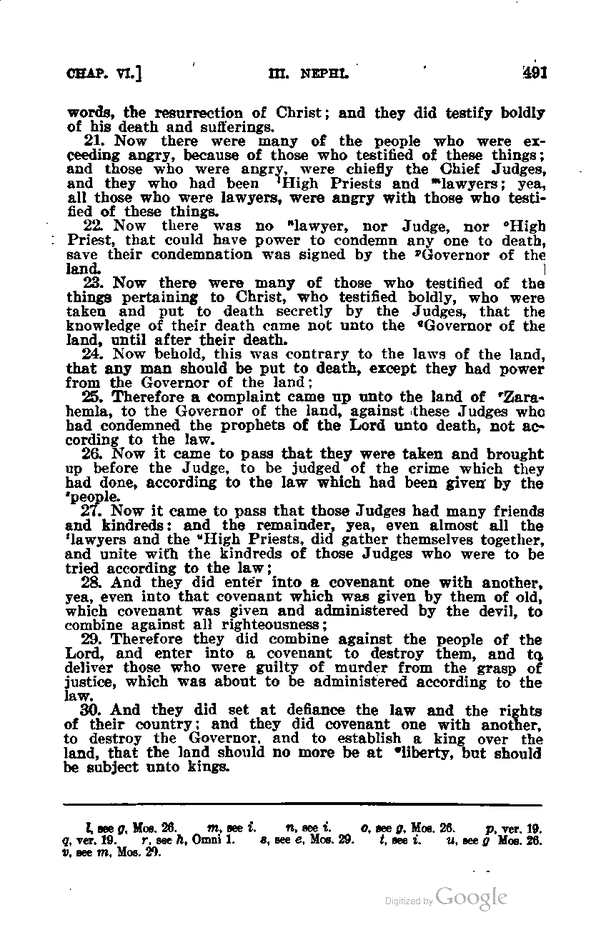 CHAP. VI.] III. NEPHI. 491
words, the resurrection of Christ; and they did testify boldly
of his death and sufferings.
21. Now there were many of the people who were ex-
ceeding angry, because of those who testified of these things;
and those who were angry, were chiefly the Chief Judges,
and they who had been ˡHigh Priests and ᵐlawyers; yea,
all those who were lawyers, were angry with those who testi-
fied of these things.
22. Now there was no ⁿlawyer, nor Judge, nor ᵒHigh
Priest, that could have power to condemn any one to death,
save their condemnation was signed by the ᵖGovernor of the
land.
23. Now there were many of those who testified of the
things pertaining to Christ, who testified boldly, who were
taken and put to death secretly by the Judges, that the
knowledge of their death came not unto the qGovernor of the
land, until after their death.
24. Now behold, this was contrary to the laws of the land,
that any man should be put to death, except they had power
from the Governor of the land;
25. Therefore a complaint came up unto the land of ʳZara-
hemla, to the Governor of the land, against these Judges who
had condemned the prophets of the Lord unto death, not ac-
cording to the law.
26. Now it came to pass that they were taken and brought
up before the Judge, to be judged of the crime which they
had done, according to the law which had been given by the
ˢpeople.
27. Now it came to pass that those Judges had many friends
and kindreds: and the remainder, yea, even almost all the
ᵗlawyers and the ᵘHigh Priests, did gather themselves together,
and unite with the kindreds of those Judges who were to be
tried according to the law;
28. And they did enter into a covenant one with another,
yea, even into that covenant which was given by them of old,
which covenant was given and administered by the devil, to
combine against all righteousness;
29. Therefore they did combine against the people of the
Lord, and enter into a covenant to destroy them, and to
deliver those who were guilty of murder from the grasp of
justice, which was about to be administered according to the
law.
30. And they did set at defiance the law and the rights
of their country; and they did covenant one with another,
to destroy the Governor, and to establish a king over the
land, that the land should no more be at ᵛliberty, but should
be subject unto kings.
l, see g, Mos. 26. m, see i. n, see i. o, see g, Mos. 26. p, ver. 19.
q, ver. 19. r, see h, Omni 1. s, see e, Mos. 29. t, see i. u, see g Mos. 26.
v, see m, Mos. 29.
Digitized by Google